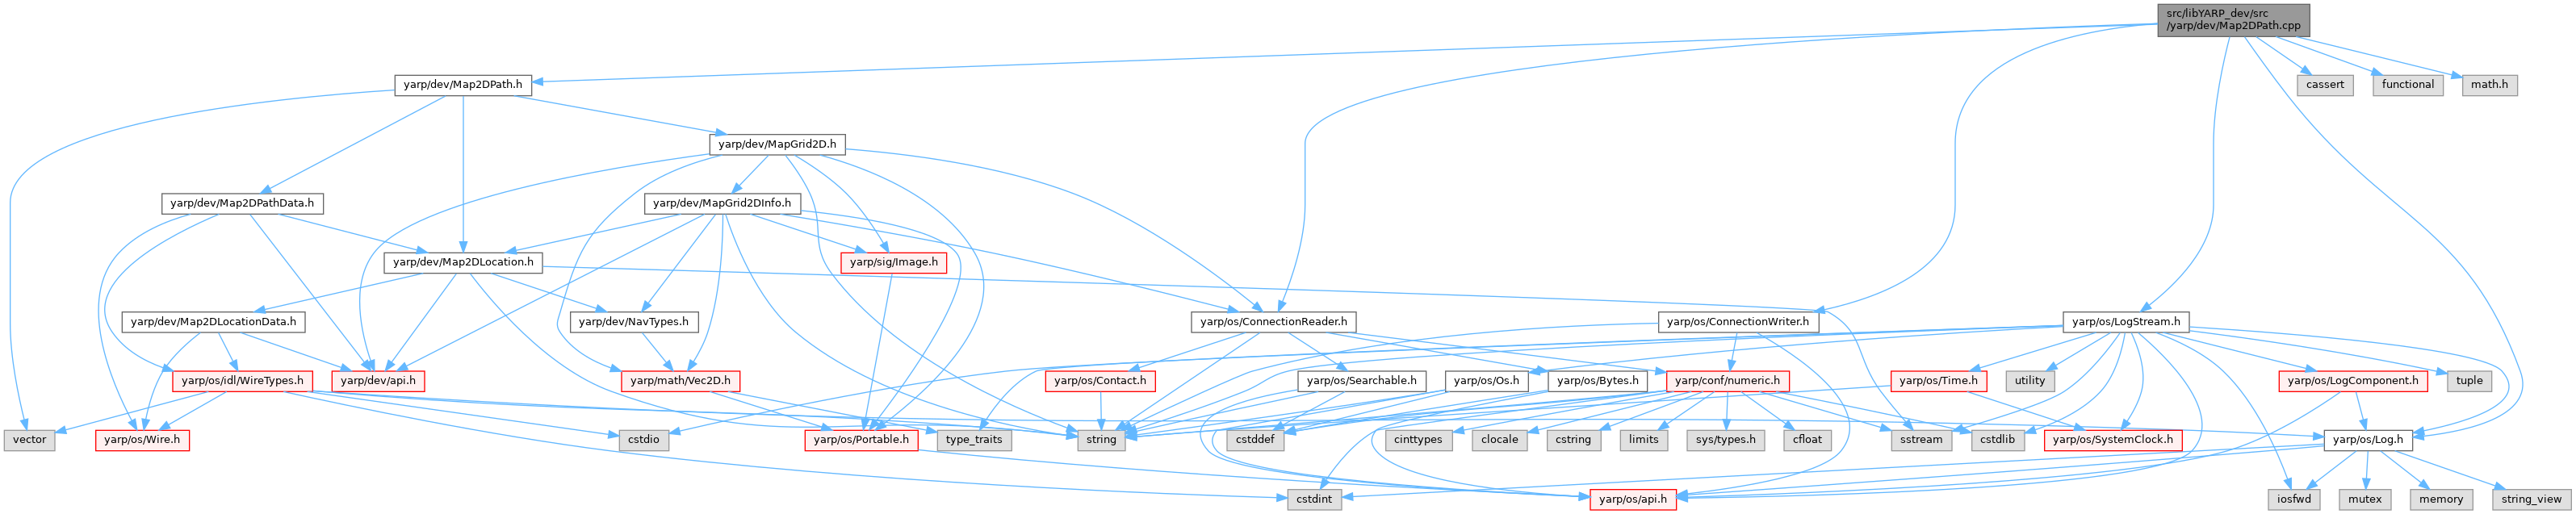 src/libYARP_dev/src
/yarp/dev/Map2DPath.cpp
yarp/dev/Map2DPath.h
cassert
functional
math.h
yarp/dev/MapGrid2D.h
yarp/dev/Map2DPathData.h
yarp/dev/MapGrid2DInfo.h
yarp/dev/Map2DLocation.h
yarp/sig/Image.h
yarp/dev/Map2DLocationData.h
yarp/dev/NavTypes.h
yarp/os/ConnectionReader.h
yarp/os/ConnectionWriter.h
yarp/os/LogStream.h
yarp/os/idl/WireTypes.h
yarp/dev/api.h
yarp/math/Vec2D.h
yarp/os/Contact.h
yarp/os/Searchable.h
yarp/os/Os.h
yarp/os/Bytes.h
yarp/conf/numeric.h
yarp/os/Time.h
utility
yarp/os/LogComponent.h
tuple
vector
yarp/os/Wire.h
cstdio
yarp/os/Portable.h
type_traits
string
cstddef
cinttypes
clocale
cstring
limits
sys/types.h
cfloat
sstream
cstdlib
yarp/os/SystemClock.h
yarp/os/Log.h
cstdint
yarp/os/api.h
iosfwd
mutex
memory
string_view